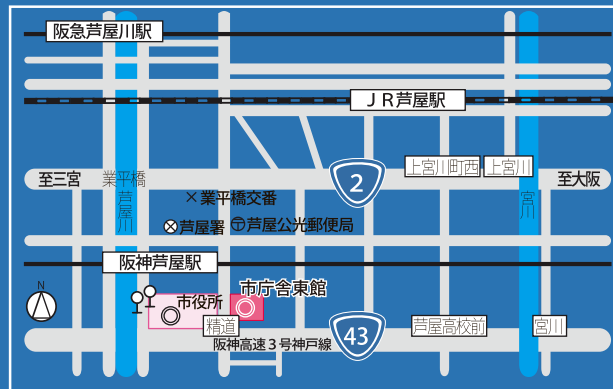 阪急芦屋川駅
JR芦屋駅
2
上宮川町西
上宮川
至三宮
業平橋
至大阪
×業平橋交番
芦屋川
宮川
芦屋署
〒芦屋公光郵便局
阪神芦屋駅
N
市庁舎東館
市役所
精道
43
芦屋高校前
宮川
阪神高速3号神戸線